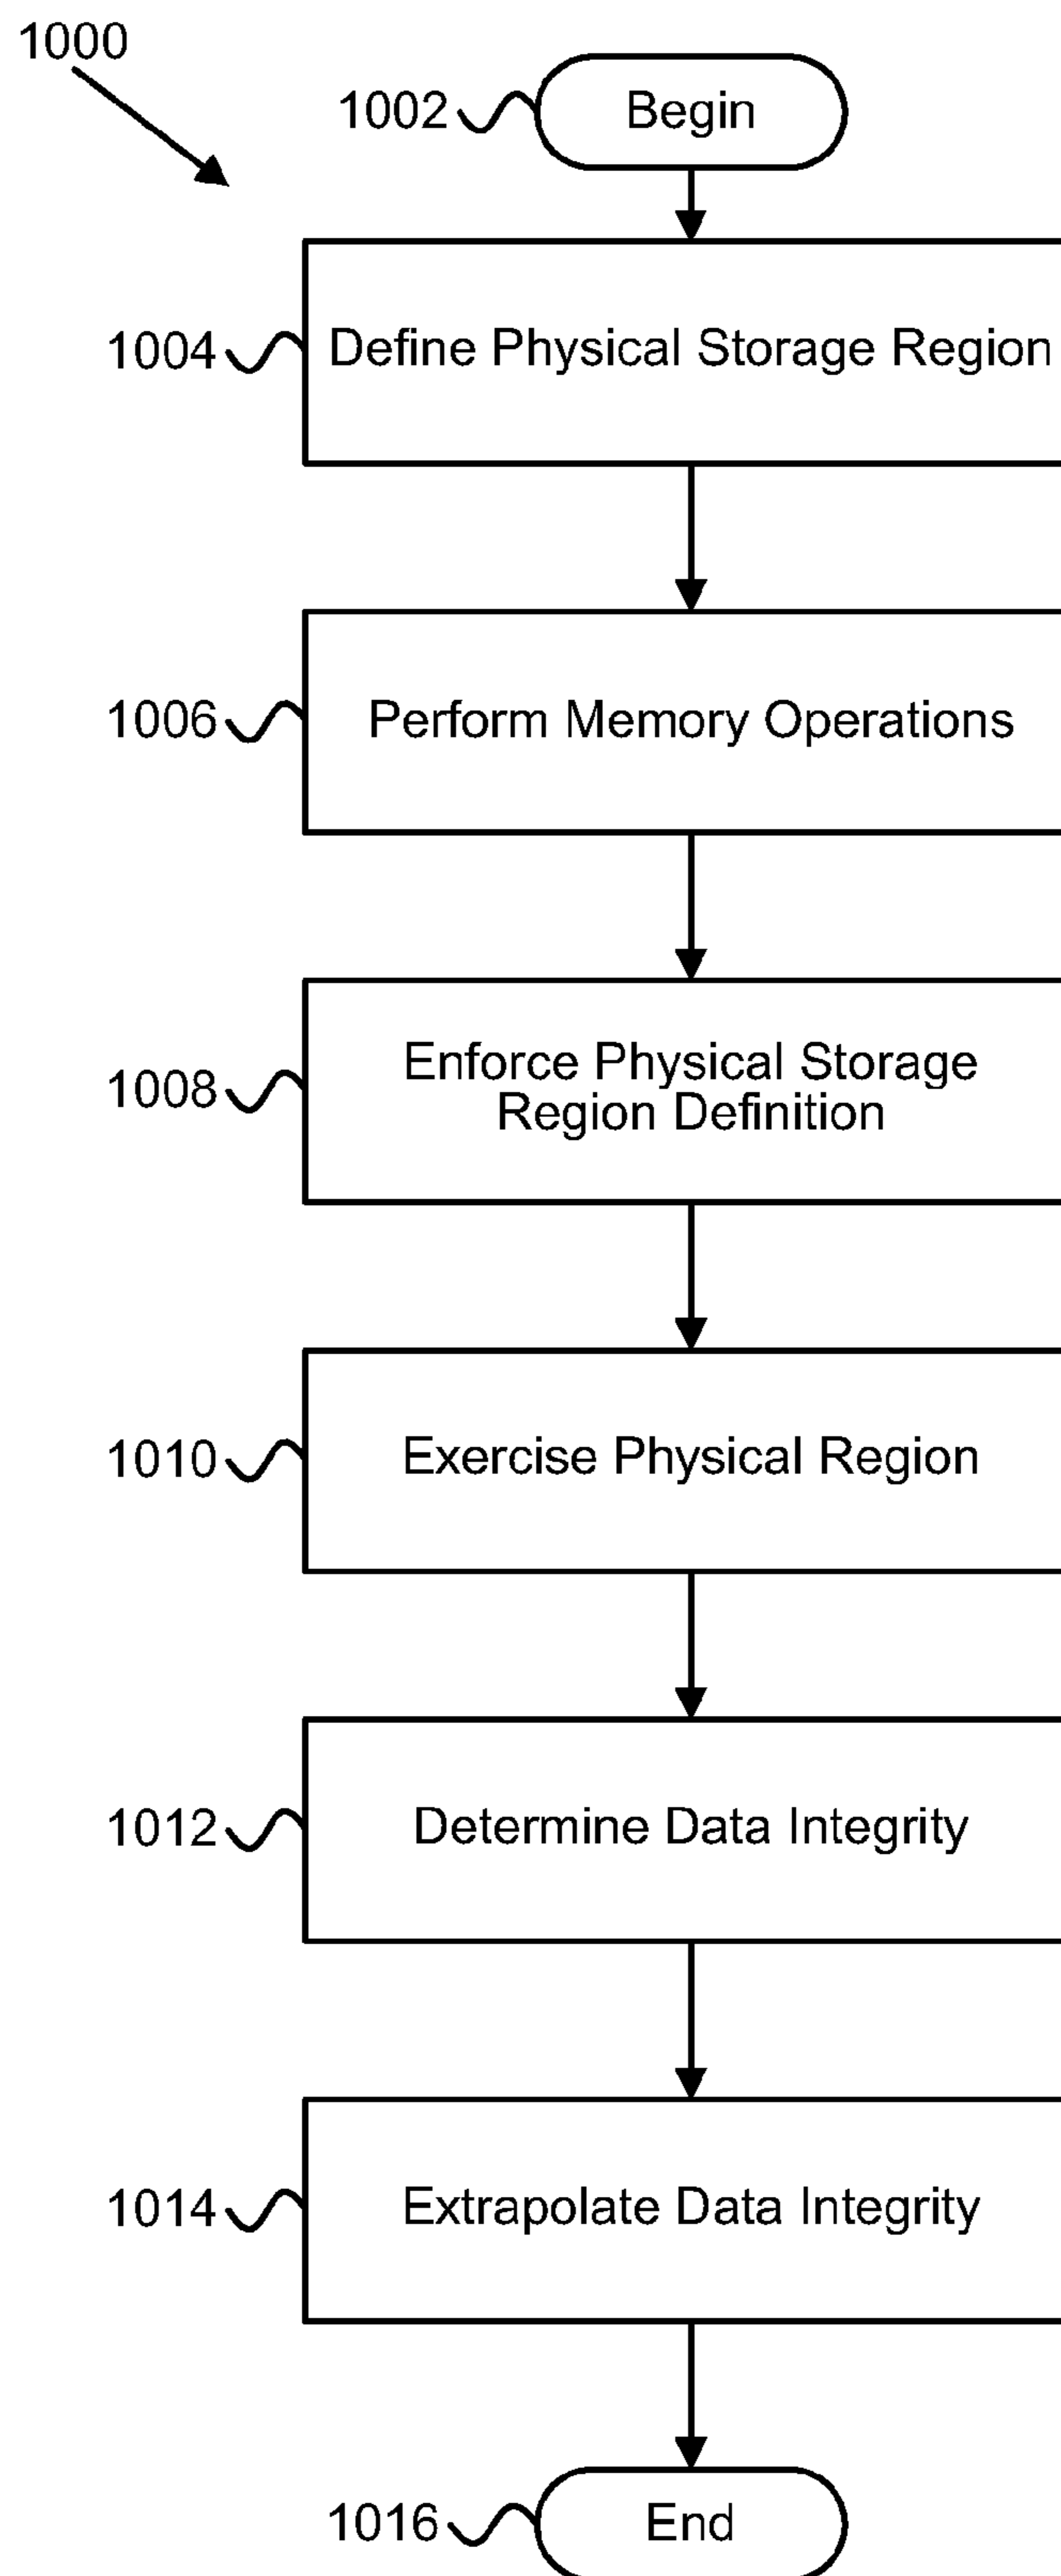 1000
1002
Begin
1004
Define Physical Storage Region
1006
Perform Memory Operations
1008
Enforce Physical Storage
Region Definition
1010
Exercise Physical Region
1012
Determine Data Integrity
1014
Extrapolate Data Integrity
1016
End